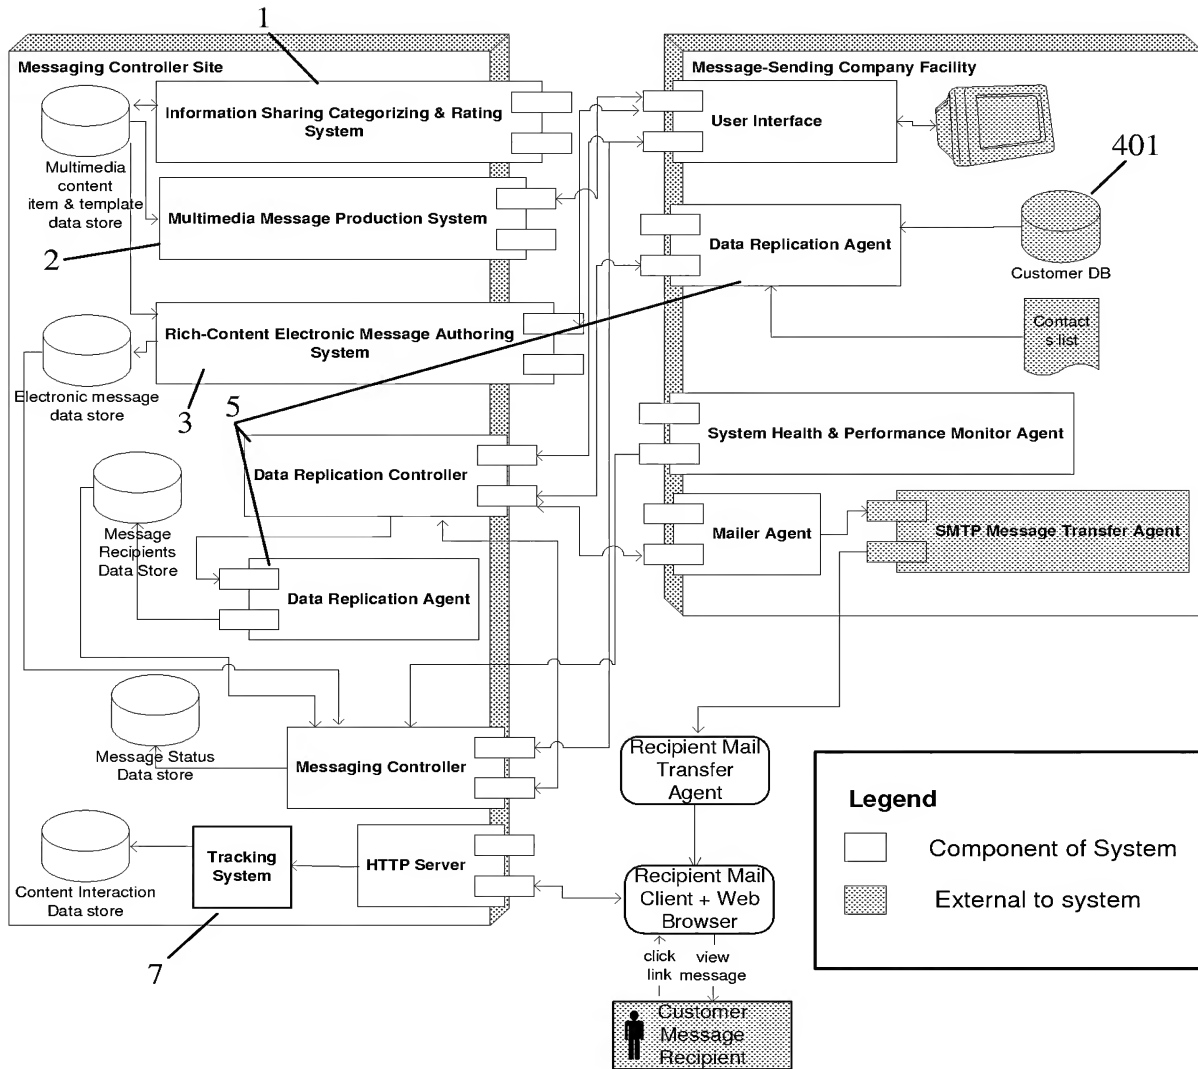 1
Messaging Controller Site
Information Sharing Categorizing & Rating
System
Multimedia
content
item & template
data store
Multimedia Message Production System
2
Rich-Content Electronic Message Authoring
System
3
Electronic message
data store
5
Data Replication Controller
Message
Recipients
Data Store
Data Replication Agent
Message Status
Data store
Messaging Controller
Content Interaction
Data store
Tracking
System
HTTP Server
7
Message-Sending Company Facility
User Interface
401
Data Replication Agent
Customer DB
Contact
s list
System Health & Performance Monitor Agent
Mailer Agent
SMTP Message Transfer Agent
Recipient Mail
Transfer
Agent
Recipient Mail
Client + Web
Browser
click
link
view
message
Customer
Message
Recipient
Legend
Component of System
External to system